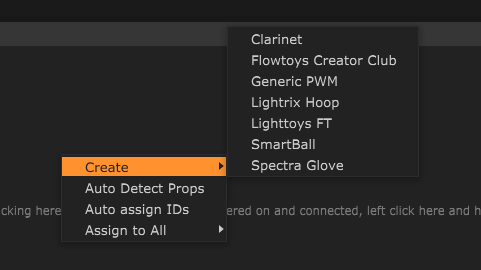 Clarinet
Flowtoys Creator Club
Generic PWM
Lightrix Hoop
Lighttoys FT
SmartBall
Spectra Glove
Create
Auto Detect Props
Auto assign IDs
Assign to All
cking here ered on and connected, left click here and h